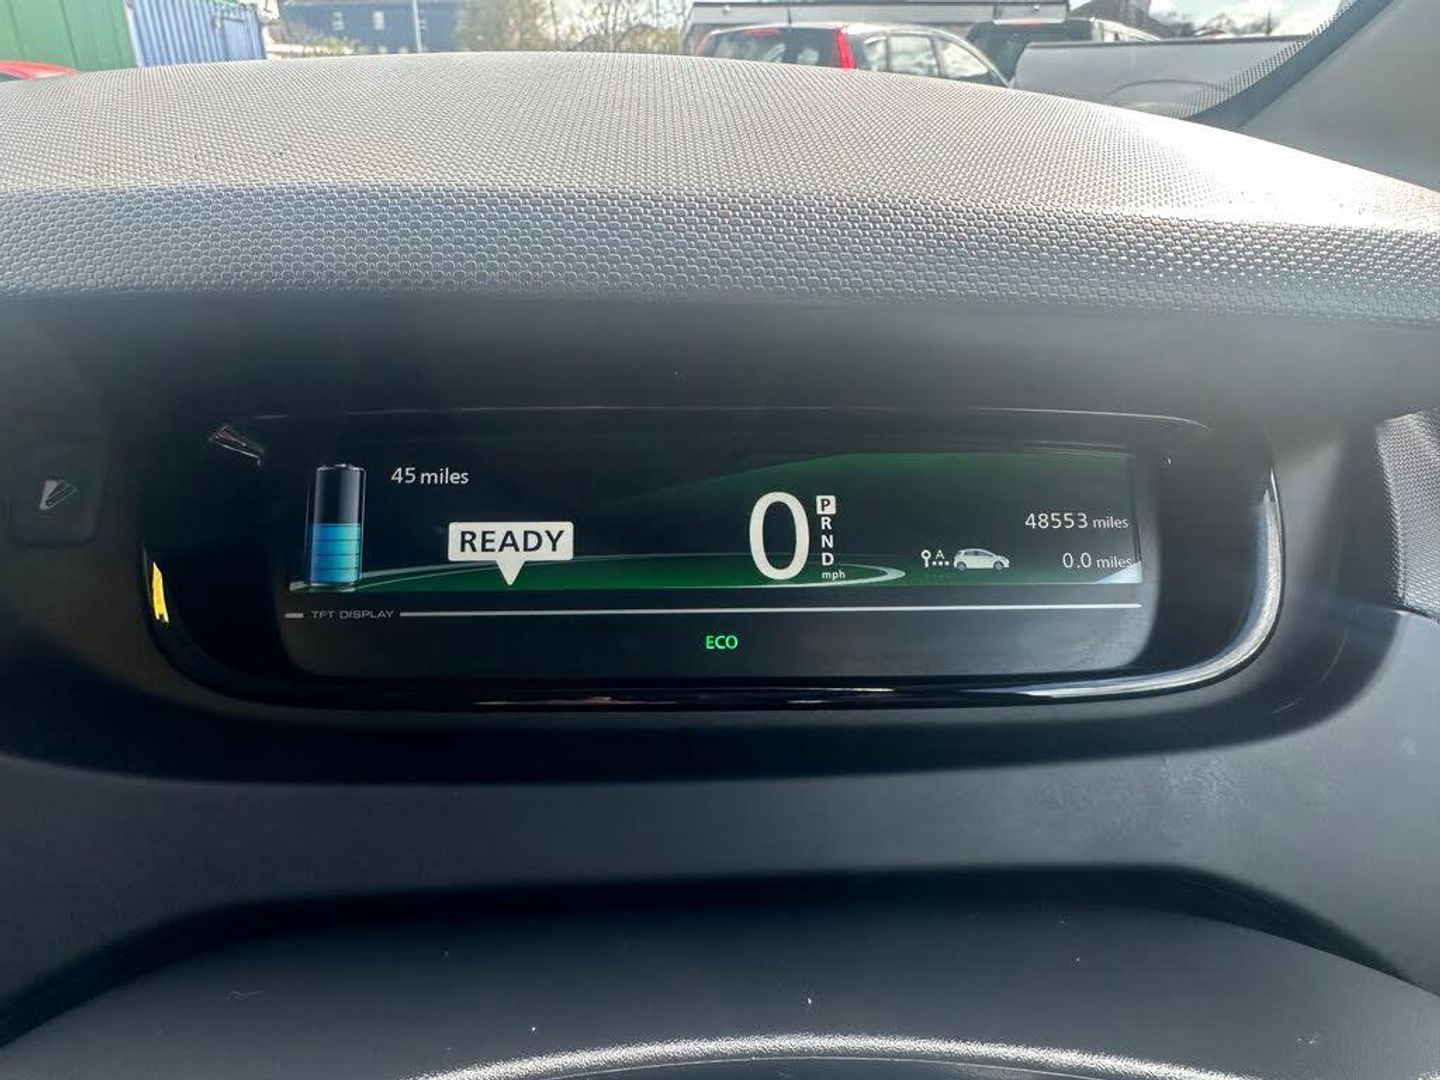 45 miles
READY
0
P
R
N
D
mph
48553 miles
A
0.0 miles
TFT DISPLAY
ECO